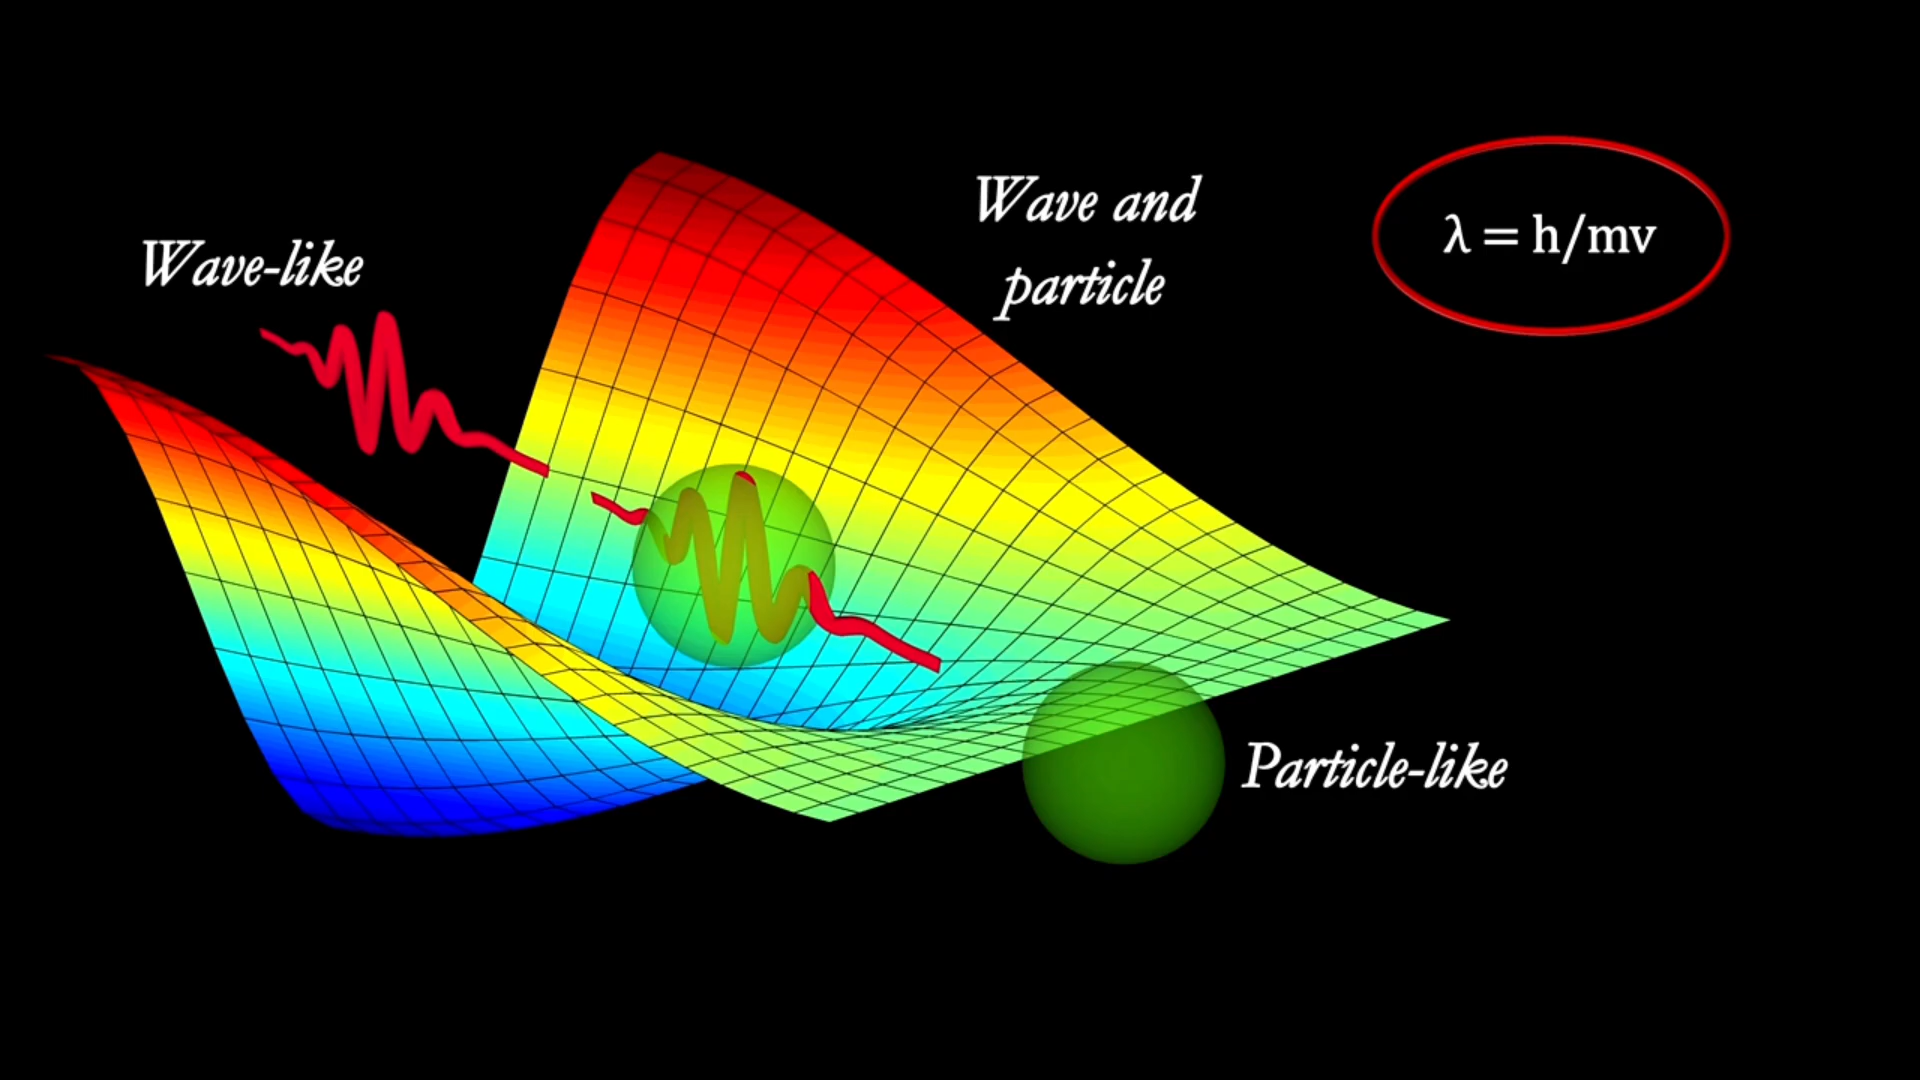 Wave-like
Wave and
particle
λ = h/mv
Particle-like